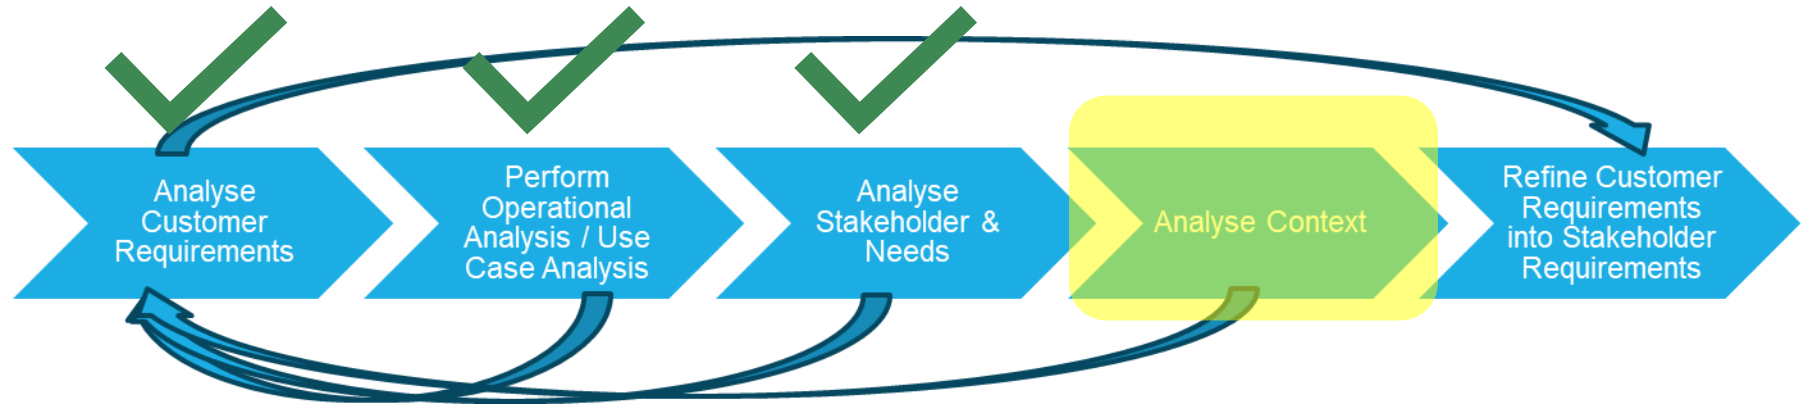 Analyse
Customer
Requirements
Perform
Operational
Analysis / Use
Case Analysis
Analyse
Stakeholder &
Needs
Analyse Context
Refine Customer
Requirements
into Stakeholder
Requirements